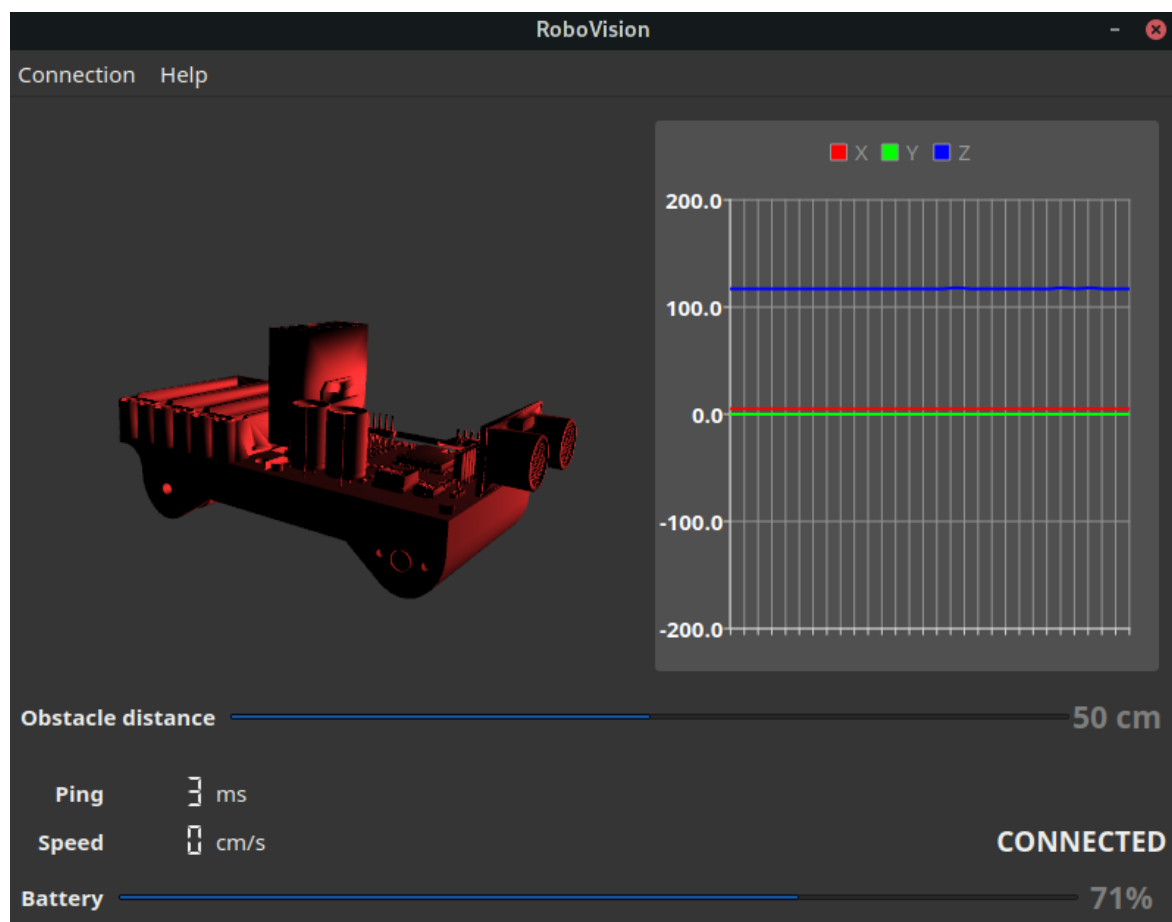 RoboVision
Connection Help
X Y Z
200.0
100.0
0.0
-100.0
-200.0
Obstacle distance 50 cm
Ping 3 ms
Speed 0 cm/s
CONNECTED
Battery 71%